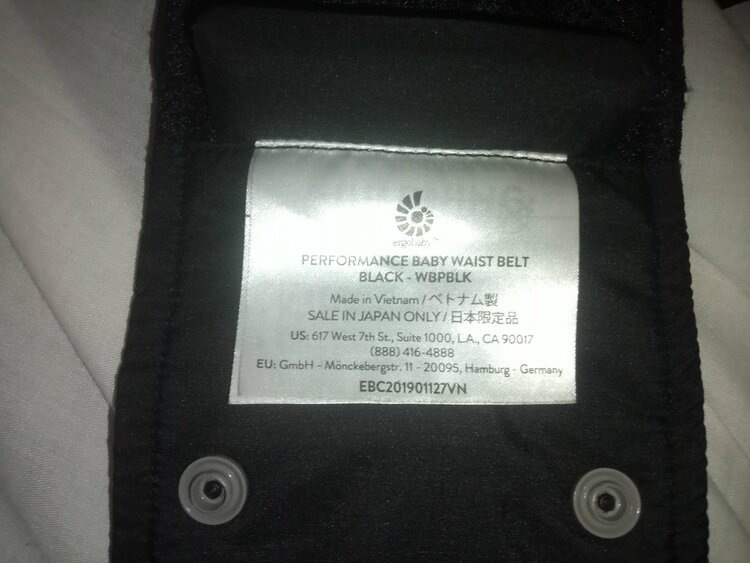 ergobaby™
PERFORMANCE BABY WAIST BELT
BLACK - WBPBLK
Made in Vietnam / ベトナム製
SALE IN JAPAN ONLY / 日本限定品
US: 617 West 7th St., Suite 1000, L.A., CA 90017
(888) 416-4888
EU: GmbH - Mönckebergstr. 11 - 20095, Hamburg - Germany
EBC201901127VN